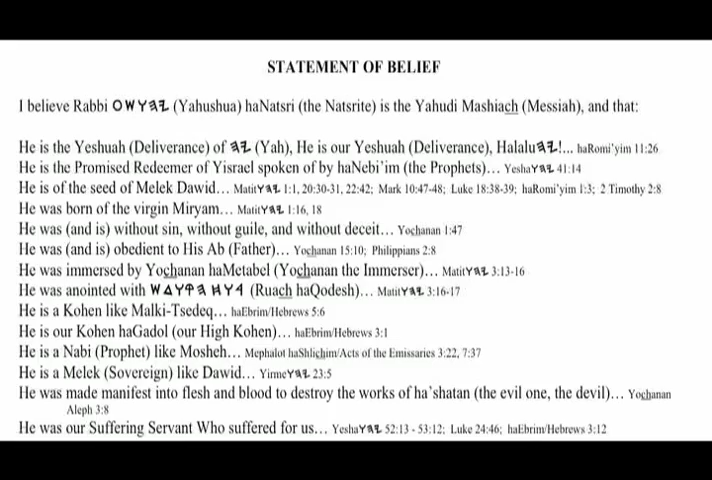 STATEMENT OF BELIEF
I believe Rabbi 𐤉𐤄𐤅𐤔𐤏 (Yahushua) haNatsri (the Natsrite) is the Yahudi Mashiach (Messiah), and that:
He is the Yeshuah (Deliverance) of 𐤉𐤄 (Yah), He is our Yeshuah (Deliverance), Halalu𐤉𐤄!... haRomi'yim 11:26
He is the Promised Redeemer of Yisrael spoken of by haNebi'im (the Prophets)... Yesha𐤉𐤄𐤅 41:14
He is of the seed of Melek Dawid... Matit𐤉𐤄𐤅 1:1, 20:30-31, 22:42; Mark 10:47-48; Luke 18:38-39; haRomi'yim 1:3; 2 Timothy 2:8
He was born of the virgin Miryam... Matit𐤉𐤄𐤅 1:16, 18
He was (and is) without sin, without guile, and without deceit... Yochanan 1:47
He was (and is) obedient to His Ab (Father)... Yochanan 15:10; Philippians 2:8
He was immersed by Yochanan haMetabel (Yochanan the Immerser)... Matit𐤉𐤄𐤅 3:13-16
He was anointed with 𐤓𐤅𐤇 𐤄𐤒𐤅𐤃𐤔 (Ruach haQodesh)... Matit𐤉𐤄𐤅 3:16-17
He is a Kohen like Malki-Tsedeq... haEbrim/Hebrews 5:6
He is our Kohen haGadol (our High Kohen)... haEbrim/Hebrews 3:1
He is a Nabi (Prophet) like Mosheh... Mephalot haShlichim/Acts of the Emissaries 3:22, 7:37
He is a Melek (Sovereign) like Dawid... Yirme𐤉𐤄𐤅 23:5
He was made manifest into flesh and blood to destroy the works of ha'shatan (the evil one, the devil)... Yochanan
Aleph 3:8
He was our Suffering Servant Who suffered for us... Yesha𐤉𐤄𐤅 52:13 - 53:12; Luke 24:46; haEbrim/Hebrews 3:12